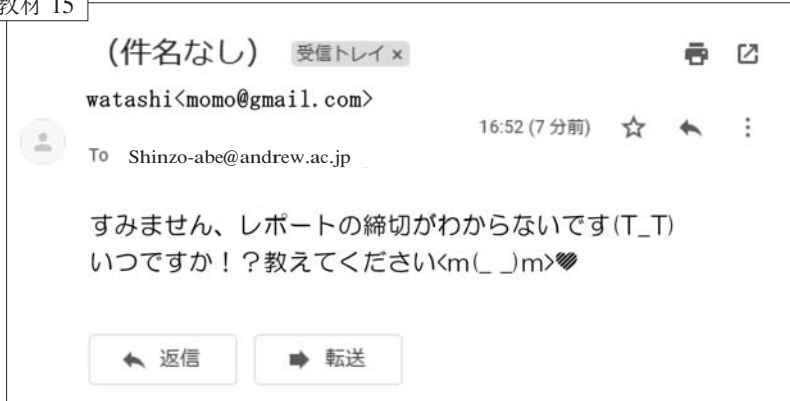 教材 15
(件名なし) 受信トレイ ×
watashi<momo@gmail.com>
16:52 (7 分前)
To Shinzo-abe@andrew.ac.jp
すみません、レポートの締切がわからないです(T_T)
いつですか！？教えてください<m(_ _)m>♥
返信 転送